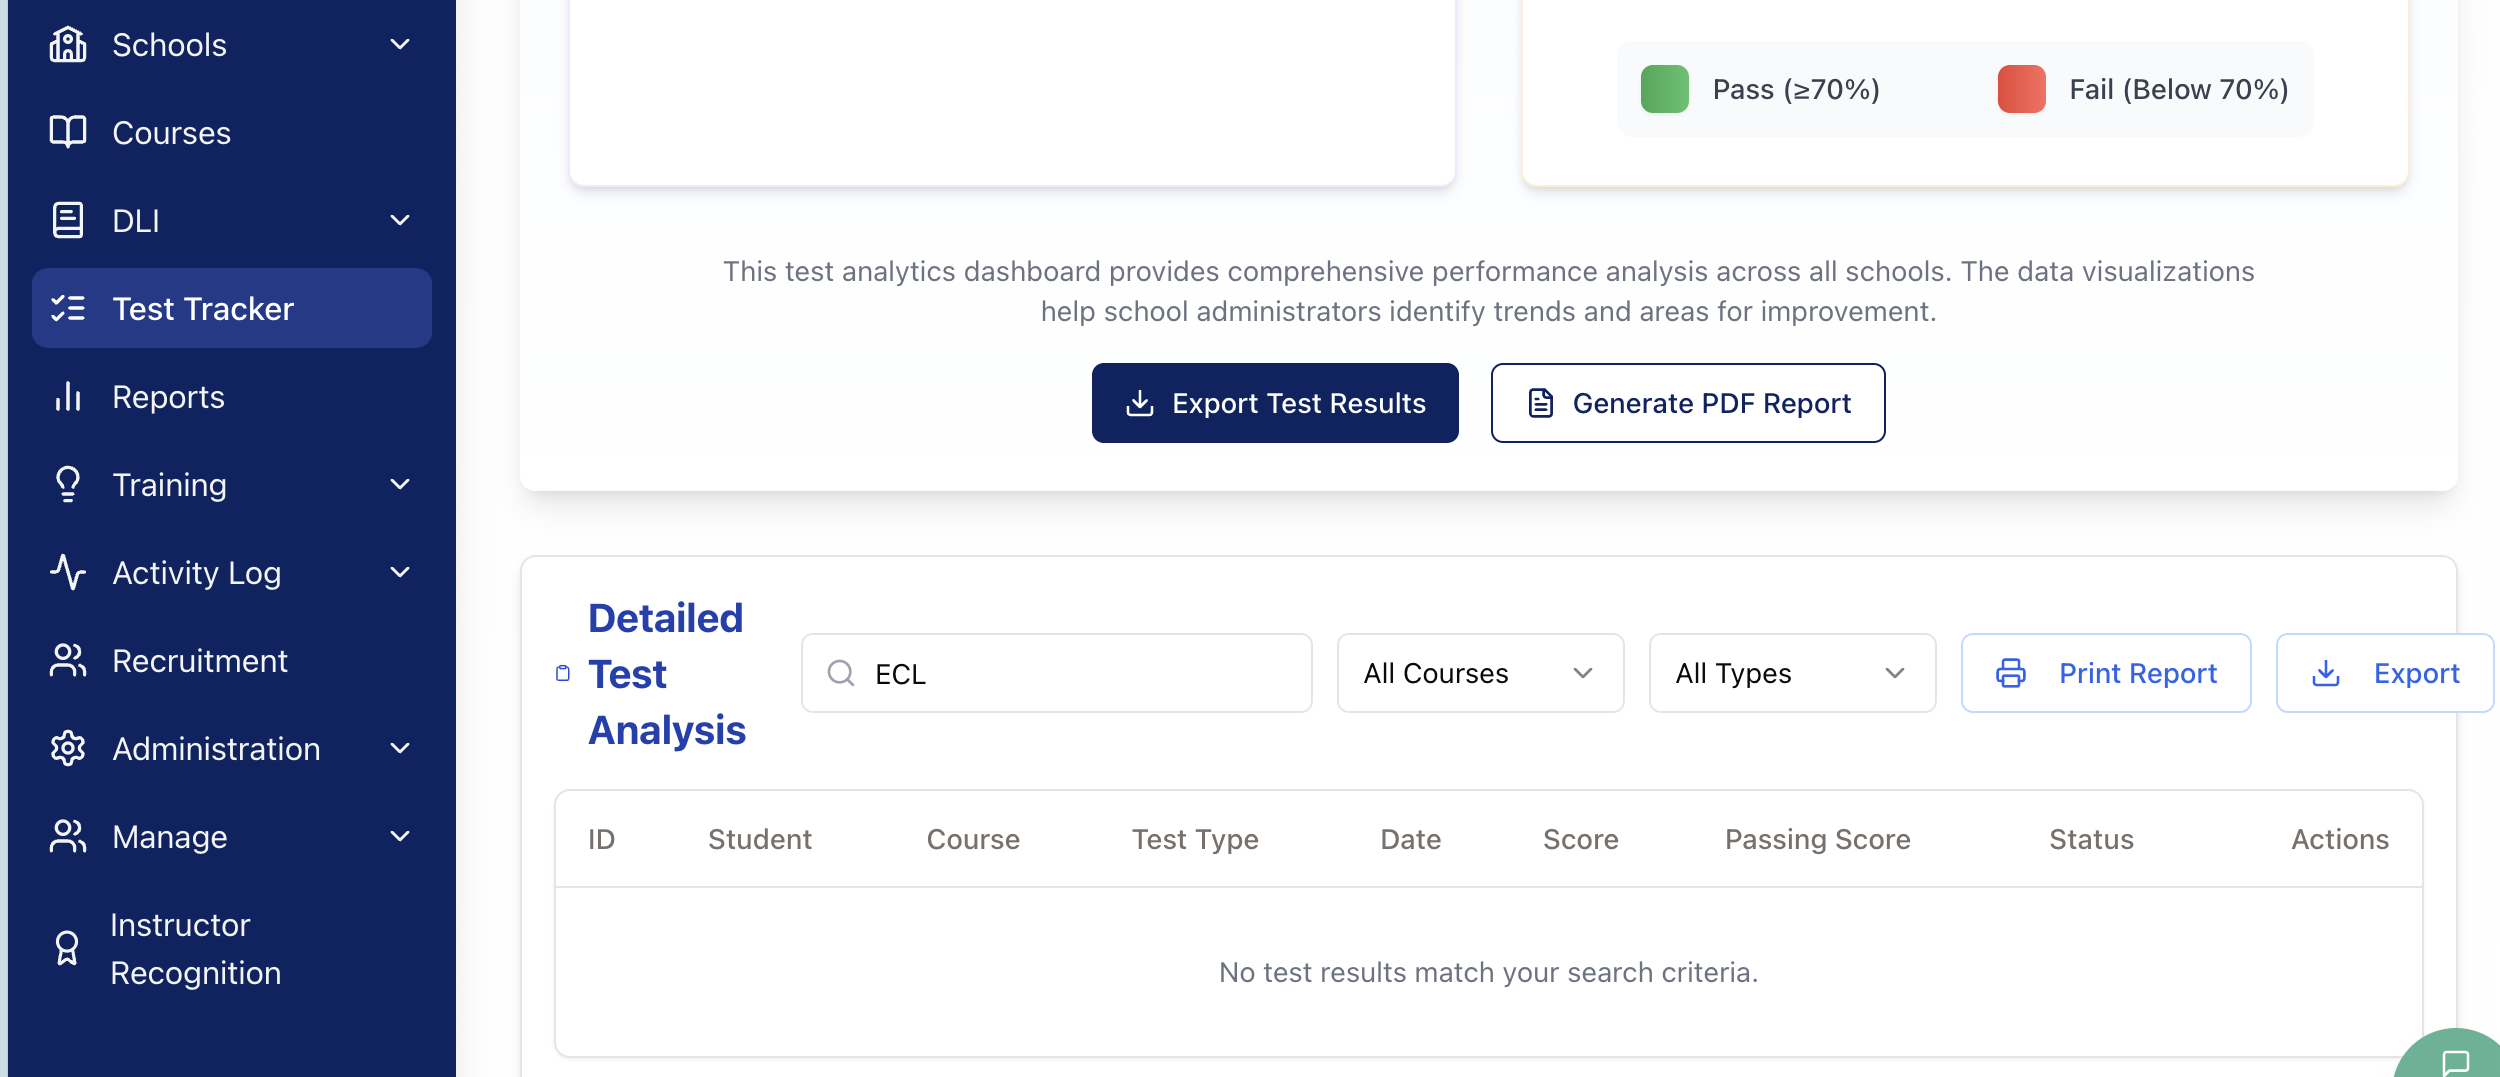 Schools
Courses
DLI
Test Tracker
Reports
Training
Activity Log
Recruitment
Administration
Manage
Instructor
Recognition
Pass (≥70%)
Fail (Below 70%)
This test analytics dashboard provides comprehensive performance analysis across all schools. The data visualizations
help school administrators identify trends and areas for improvement.
Export Test Results
Generate PDF Report
Detailed
Test
Analysis
ECL
All Courses
All Types
Print Report
Export
ID Student Course Test Type Date Score Passing Score Status Actions
No test results match your search criteria.